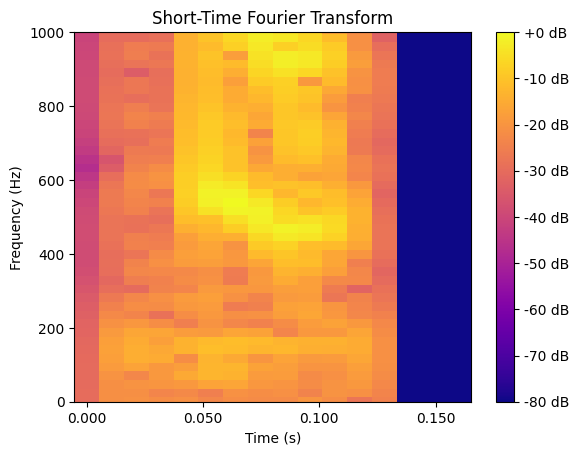 Short-Time Fourier Transform
1000
800
600
400
200
0
Frequency (Hz)
0.000
0.050
0.100
0.150
Time (s)
+0 dB
-10 dB
-20 dB
-30 dB
-40 dB
-50 dB
-60 dB
-70 dB
-80 dB